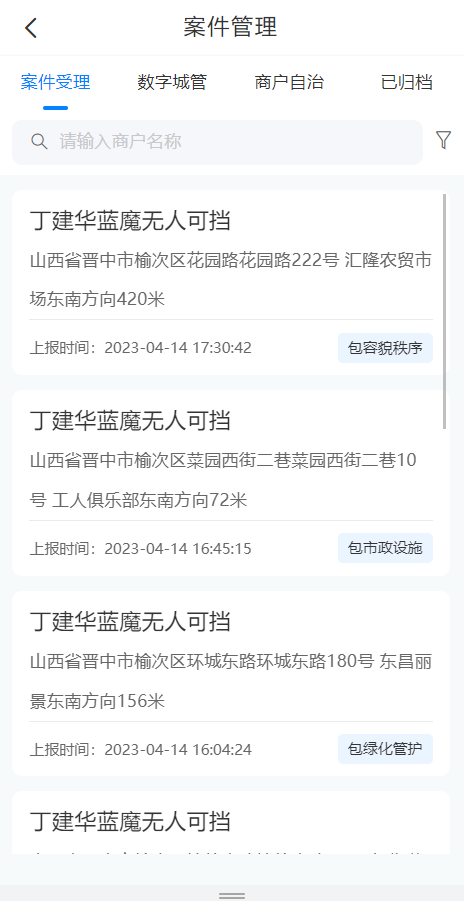 案件管理
案件受理 数字城管 商户自治 已归档
请输入商户名称
丁建华蓝魔无人可挡
山西省晋中市榆次区花园路花园路222号 汇隆农贸市
场东南方向420米
上报时间：2023-04-14 17:30:42 包容貌秩序
丁建华蓝魔无人可挡
山西省晋中市榆次区菜园西街二巷菜园西街二巷10
号 工人俱乐部东南方向72米
上报时间：2023-04-14 16:45:15 包市政设施
丁建华蓝魔无人可挡
山西省晋中市榆次区环城东路环城东路180号 东昌丽
景东南方向156米
上报时间：2023-04-14 16:04:24 包绿化管护
丁建华蓝魔无人可挡